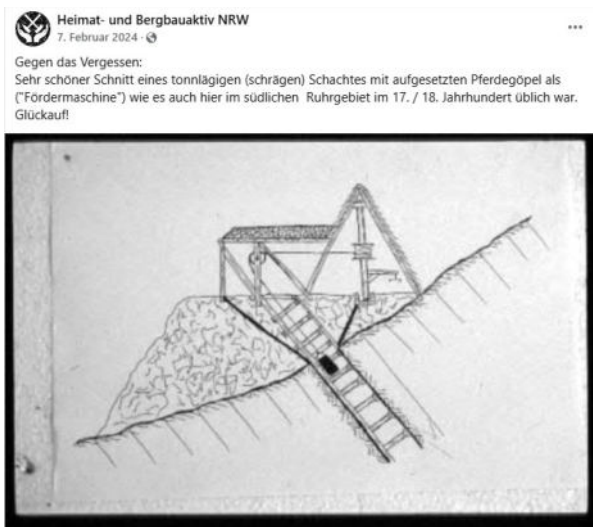 Heimat- und Bergbauaktiv NRW
7. Februar 2024 ·
Gegen das Vergessen:
Sehr schöner Schnitt eines tonnlägigen (schrägen) Schachtes mit aufgesetzten Pferdegöpel als
("Fördermaschine") wie es auch hier im südlichen Ruhrgebiet im 17. / 18. Jahrhundert üblich war.
Glückauf!